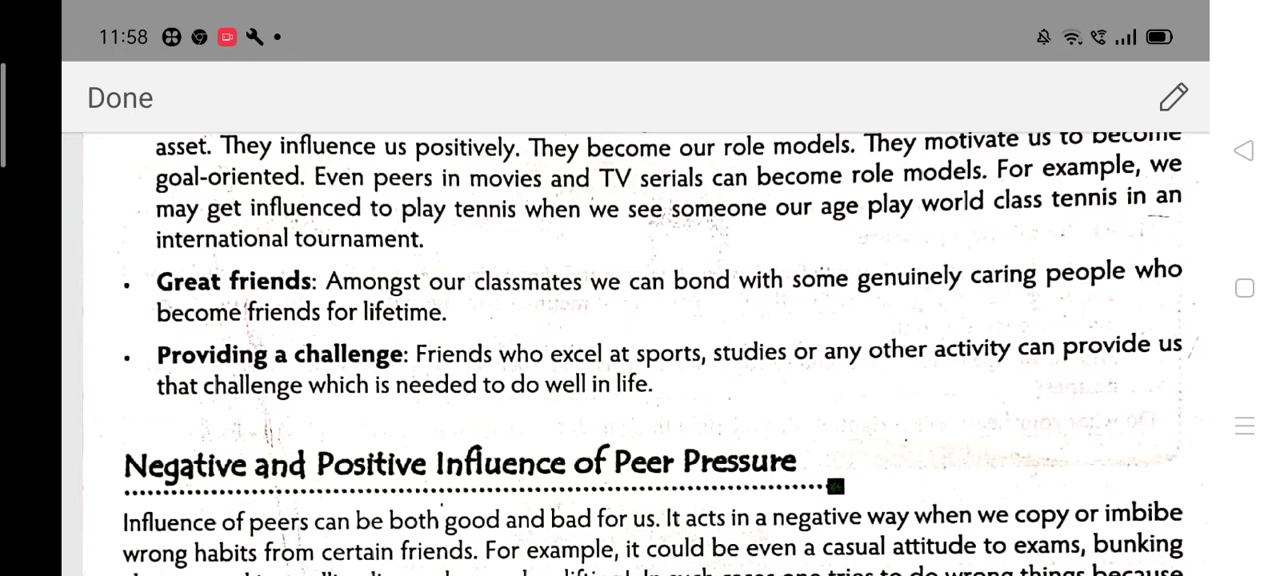 11:58
Done
asset. They influence us positively. They become our role models. They motivate us to become
goal-oriented. Even peers in movies and TV serials can become role models. For example, we
may get influenced to play tennis when we see someone our age play world class tennis in an
international tournament.
• Great friends: Amongst our classmates we can bond with some genuinely caring people who
become friends for lifetime.
• Providing a challenge: Friends who excel at sports, studies or any other activity can provide us
that challenge which is needed to do well in life.
Negative and Positive Influence of Peer Pressure
Influence of peers can be both good and bad for us. It acts in a negative way when we copy or imbibe
wrong habits from certain friends. For example, it could be even a casual attitude to exams, bunking
things because